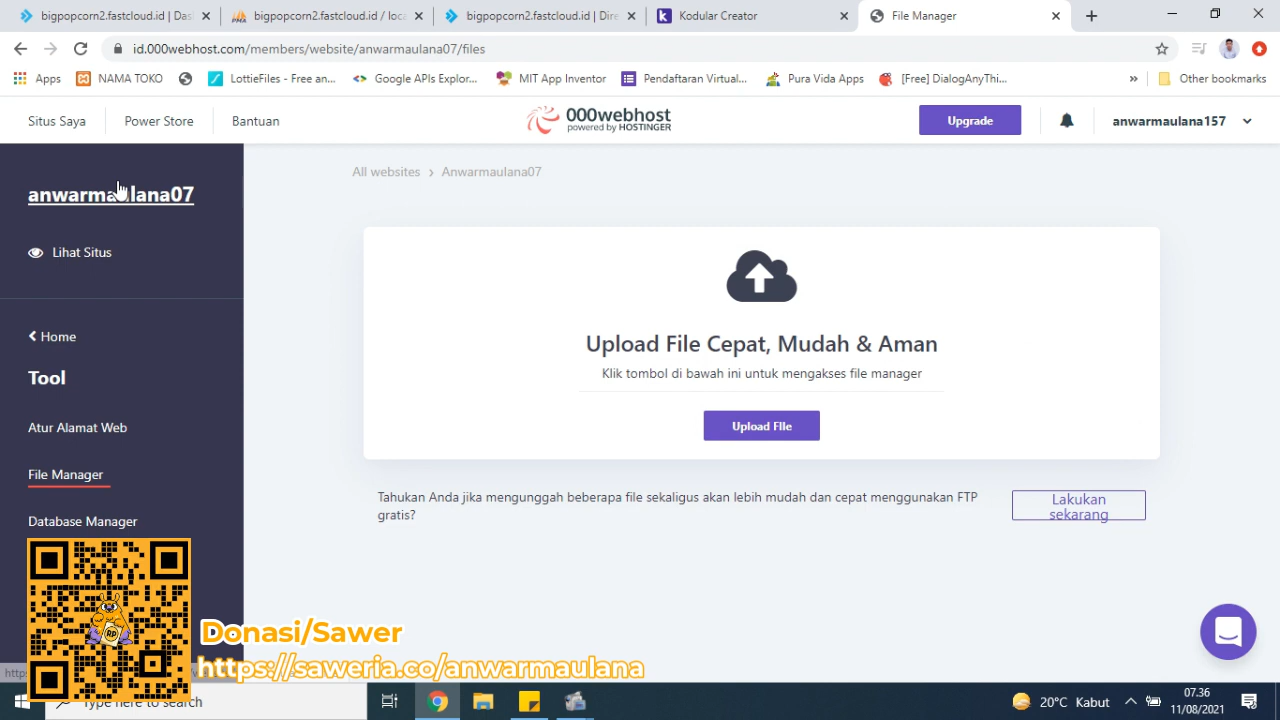 bigpopcorn2.fastcloud.id | Das
bigpopcorn2.fastcloud.id / loca
bigpopcorn2.fastcloud.id | Dire
Kodular Creator
File Manager
id.000webhost.com/members/website/anwarmaulana07/files
Apps
NAMA TOKO
LottieFiles - Free an...
Google APIs Explor...
MIT App Inventor
Pendaftaran Virtual...
Pura Vida Apps
[Free] DialogAnyThi...
»
Other bookmarks
Situs Saya
Power Store
Bantuan
000webhost
powered by HOSTINGER
Upgrade
anwarmaulana157
anwarmaulana07
All websites › Anwarmaulana07
Lihat Situs
Home
Tool
Atur Alamat Web
File Manager
Database Manager
Upload File Cepat, Mudah & Aman
Klik tombol di bawah ini untuk mengakses file manager
Upload FIle
Tahukan Anda jika mengunggah beberapa file sekaligus akan lebih mudah dan cepat menggunakan FTP
gratis?
Lakukan
sekarang
RP
Donasi/Sawer
https://saweria.co/anwarmaulana
Type here to search
20°C Kabut
07.36
11/08/2021